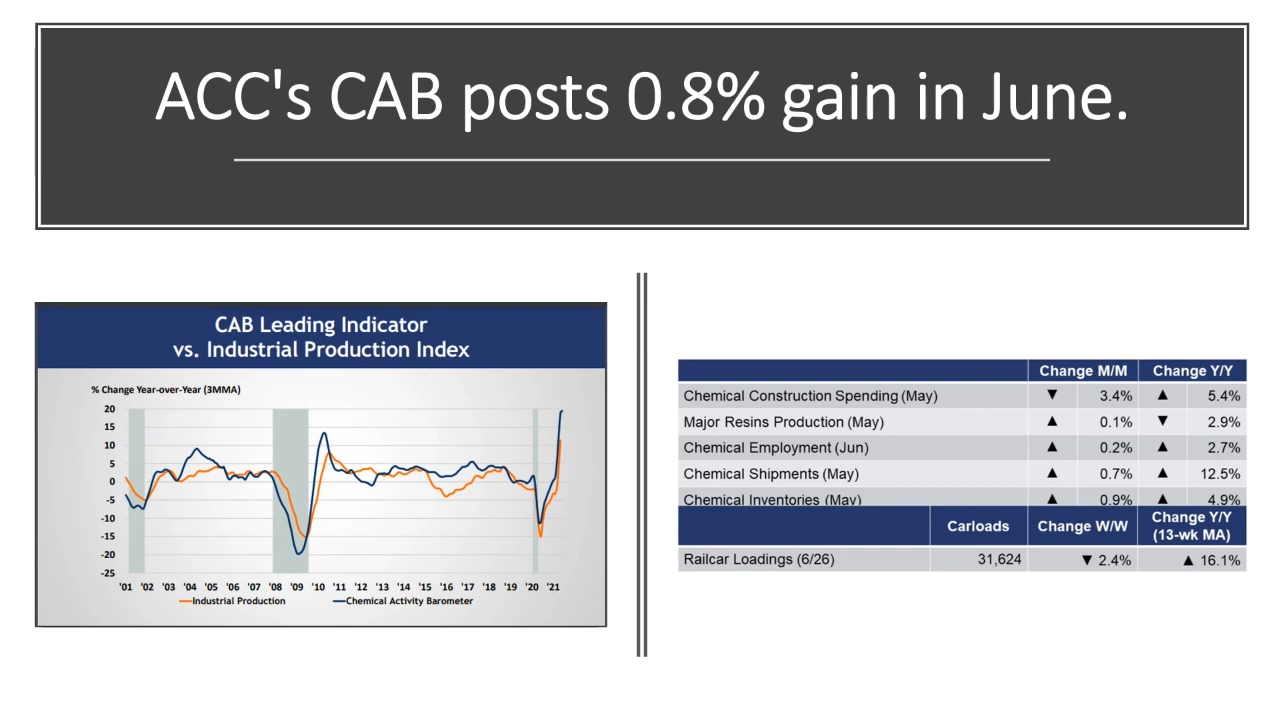 ACC's CAB posts 0.8% gain in June.
CAB Leading Indicator
vs. Industrial Production Index
% Change Year-over-Year (3MMA)
20
15
10
5
0
-5
-10
-15
-20
-25
'01 '02 '03 '04 '05 '06 '07 '08 '09 '10 '11 '12 '13 '14 '15 '16 '17 '18 '19 '20 '21
Industrial Production Chemical Activity Barometer
Change M/M Change Y/Y
Chemical Construction Spending (May) ▼ 3.4% ▲ 5.4%
Major Resins Production (May) ▲ 0.1% ▼ 2.9%
Chemical Employment (Jun) ▲ 0.2% ▲ 2.7%
Chemical Shipments (May) ▲ 0.7% ▲ 12.5%
Chemical Inventories (May) ▲ 0.9% ▲ 4.9%
Carloads Change W/W Change Y/Y
(13-wk MA)
Railcar Loadings (6/26) 31,624 ▼ 2.4% ▲ 16.1%